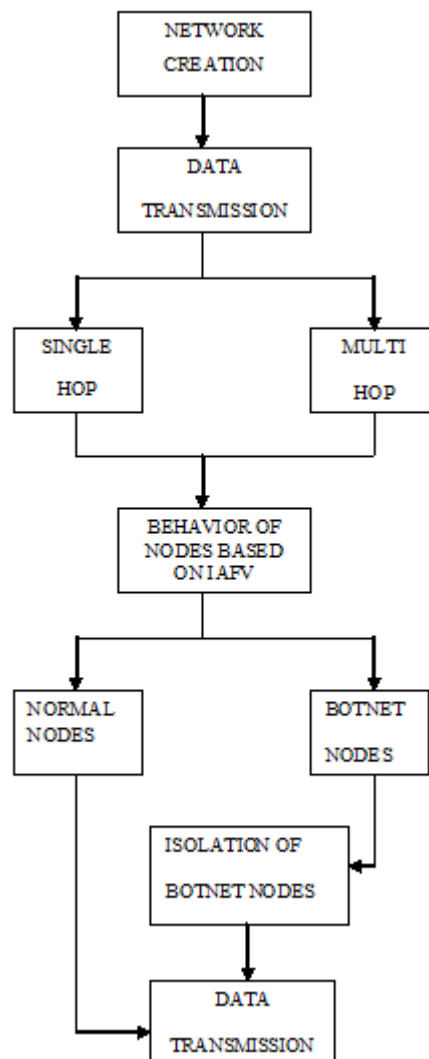 NETWORK
CREATION
DATA
TRANSMISSION
SINGLE
HOP
MULTI
HOP
BEHAVIOR OF
NODES BASED
ON IAFV
NORMAL
NODES
BOTNET
NODES
ISOLATION OF
BOTNET NODES
DATA
TRANSMISSION